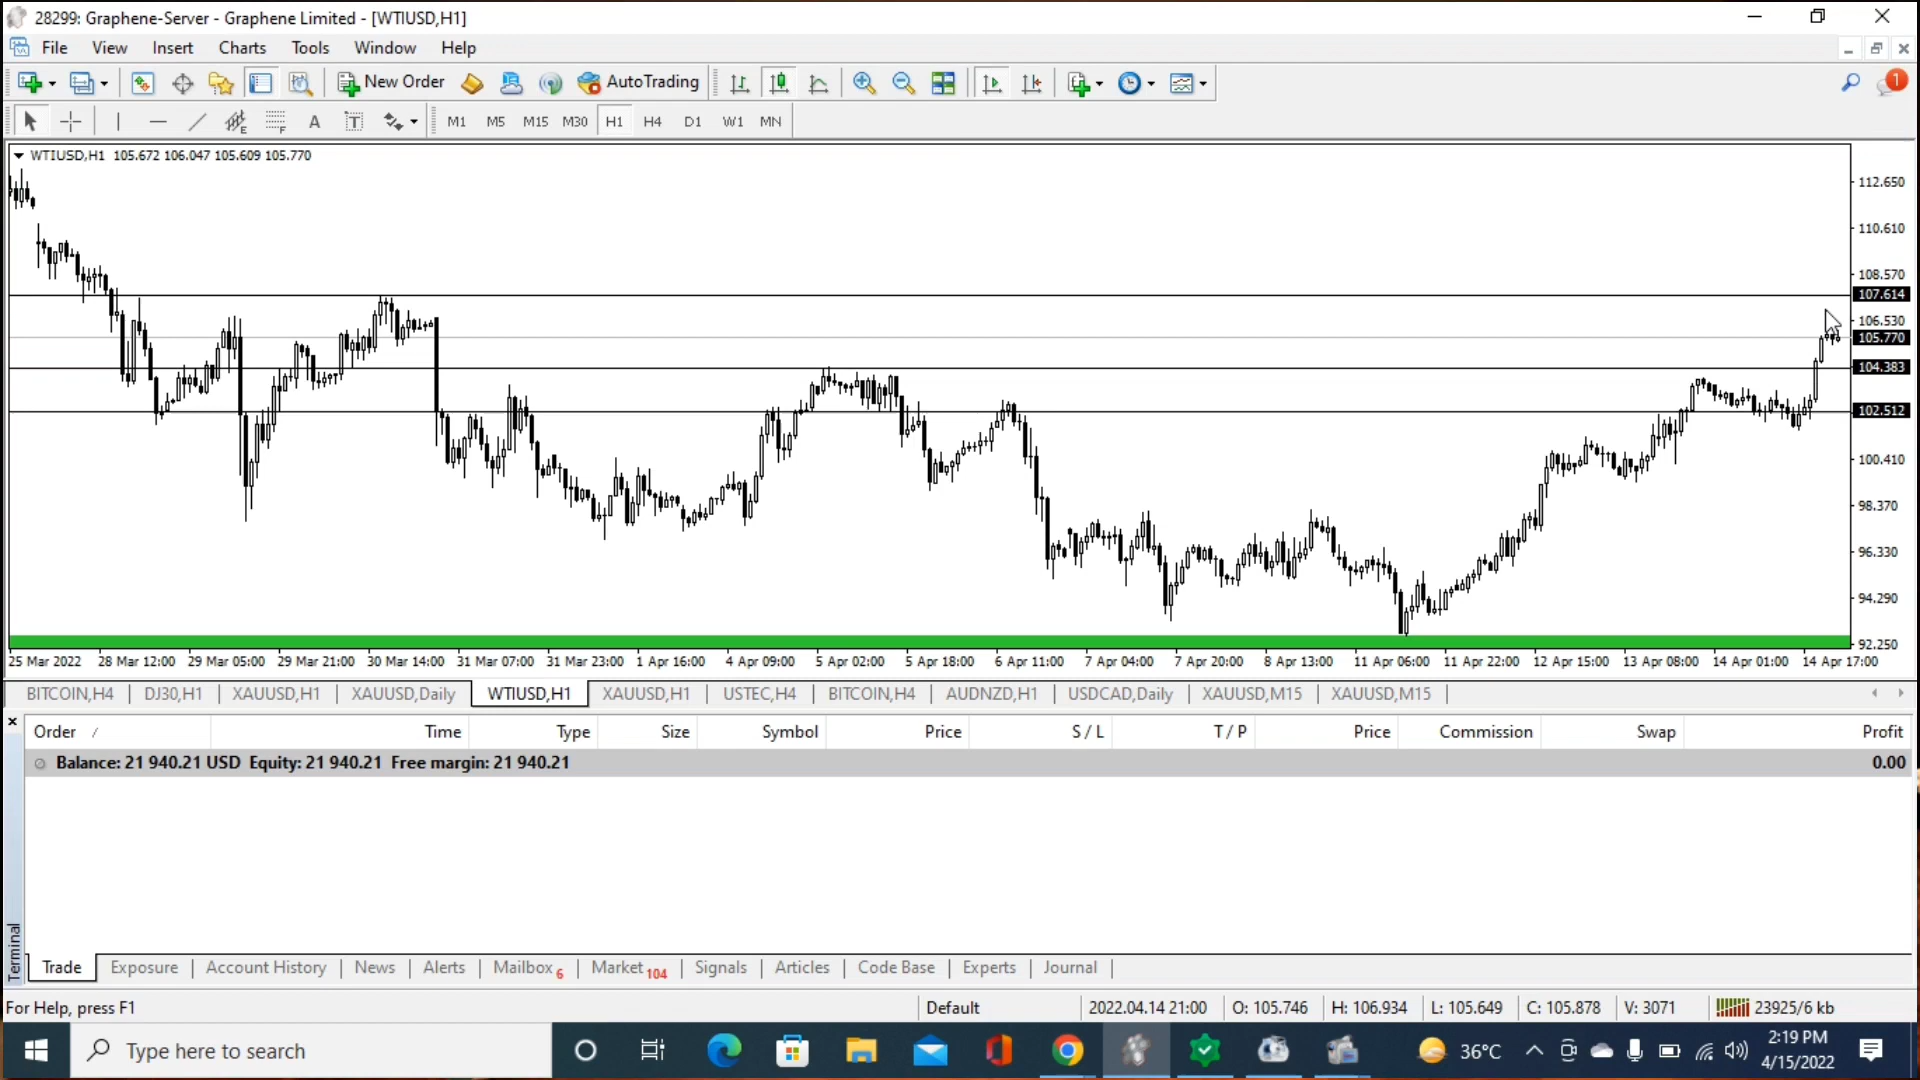 28299: Graphene-Server - Graphene Limited - [WTIUSD,H1]
File View Insert Charts Tools Window Help
New Order AutoTrading 1
E F A T M1 M5 M15 M30 H1 H4 D1 W1 MN
WTIUSD,H1 105.672 106.047 105.609 105.770
112.650
110.610
108.570
107.614
106.530
105.770
104.383
102.512
100.410
98.370
96.330
94.290
92.250
25 Mar 2022 28 Mar 12:00 29 Mar 05:00 29 Mar 21:00 30 Mar 14:00 31 Mar 07:00 31 Mar 23:00 1 Apr 16:00 4 Apr 09:00 5 Apr 02:00 5 Apr 18:00 6 Apr 11:00 7 Apr 04:00 7 Apr 20:00 8 Apr 13:00 11 Apr 06:00 11 Apr 22:00 12 Apr 15:00 13 Apr 08:00 14 Apr 01:00 14 Apr 17:00
BITCOIN,H4 DJ30,H1 XAUUSD,H1 XAUUSD,Daily WTIUSD,H1 XAUUSD,H1 USTEC,H4 BITCOIN,H4 AUDNZD,H1 USDCAD,Daily XAUUSD,M15 XAUUSD,M15
Order / Time Type Size Symbol Price S / L T / P Price Commission Swap Profit
Balance: 21 940.21 USD Equity: 21 940.21 Free margin: 21 940.21 0.00
Terminal
Trade Exposure Account History News Alerts Mailbox 6 Market 104 Signals Articles Code Base Experts Journal
For Help, press F1 Default 2022.04.14 21:00 O: 105.746 H: 106.934 L: 105.649 C: 105.878 V: 3071 23925/6 kb
Type here to search 36°C 2:19 PM
4/15/2022